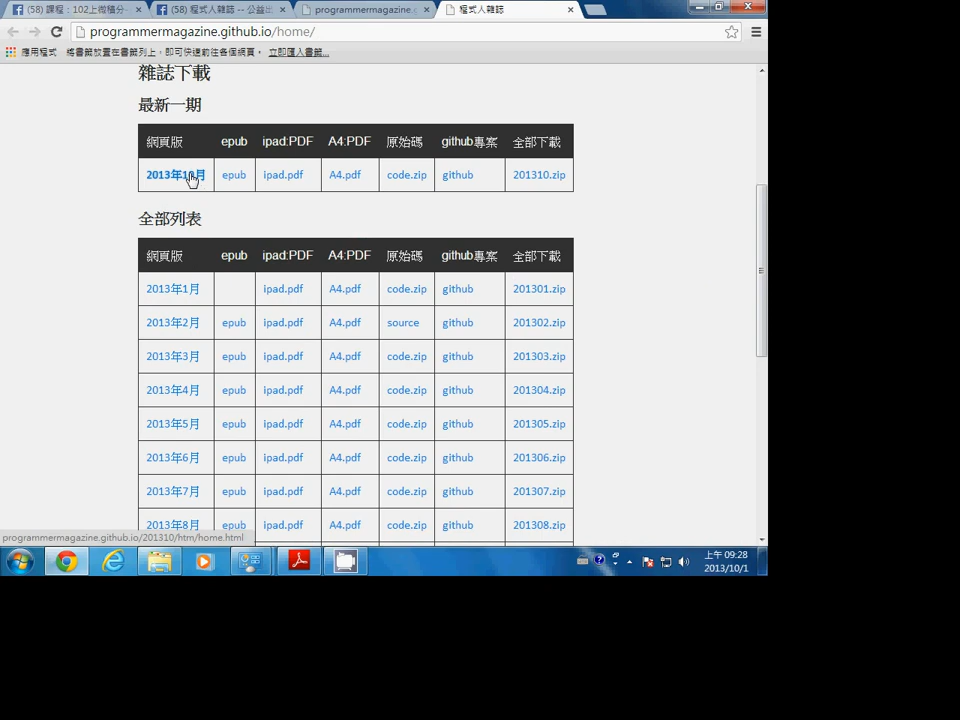 (58) 課程：102上微積分-
(58) 程式人雜誌 -- 公益出
programmermagazine.g
程式人雜誌
programmermagazine.github.io/home/
應用程式 將書籤放置在書籤列上，即可快速前往各個網頁。 立即匯入書籤...
雜誌下載
最新一期
網頁版 epub ipad:PDF A4:PDF 原始碼 github專案 全部下載
2013年10月 epub ipad.pdf A4.pdf code.zip github 201310.zip
全部列表
網頁版 epub ipad:PDF A4:PDF 原始碼 github專案 全部下載
2013年1月 ipad.pdf A4.pdf code.zip github 201301.zip
2013年2月 epub ipad.pdf A4.pdf source github 201302.zip
2013年3月 epub ipad.pdf A4.pdf code.zip github 201303.zip
2013年4月 epub ipad.pdf A4.pdf code.zip github 201304.zip
2013年5月 epub ipad.pdf A4.pdf code.zip github 201305.zip
2013年6月 epub ipad.pdf A4.pdf code.zip github 201306.zip
2013年7月 epub ipad.pdf A4.pdf code.zip github 201307.zip
2013年8月 epub ipad.pdf A4.pdf code.zip github 201308.zip
programmermagazine.github.io/201310/htm/home.html
上午 09:28
2013/10/1